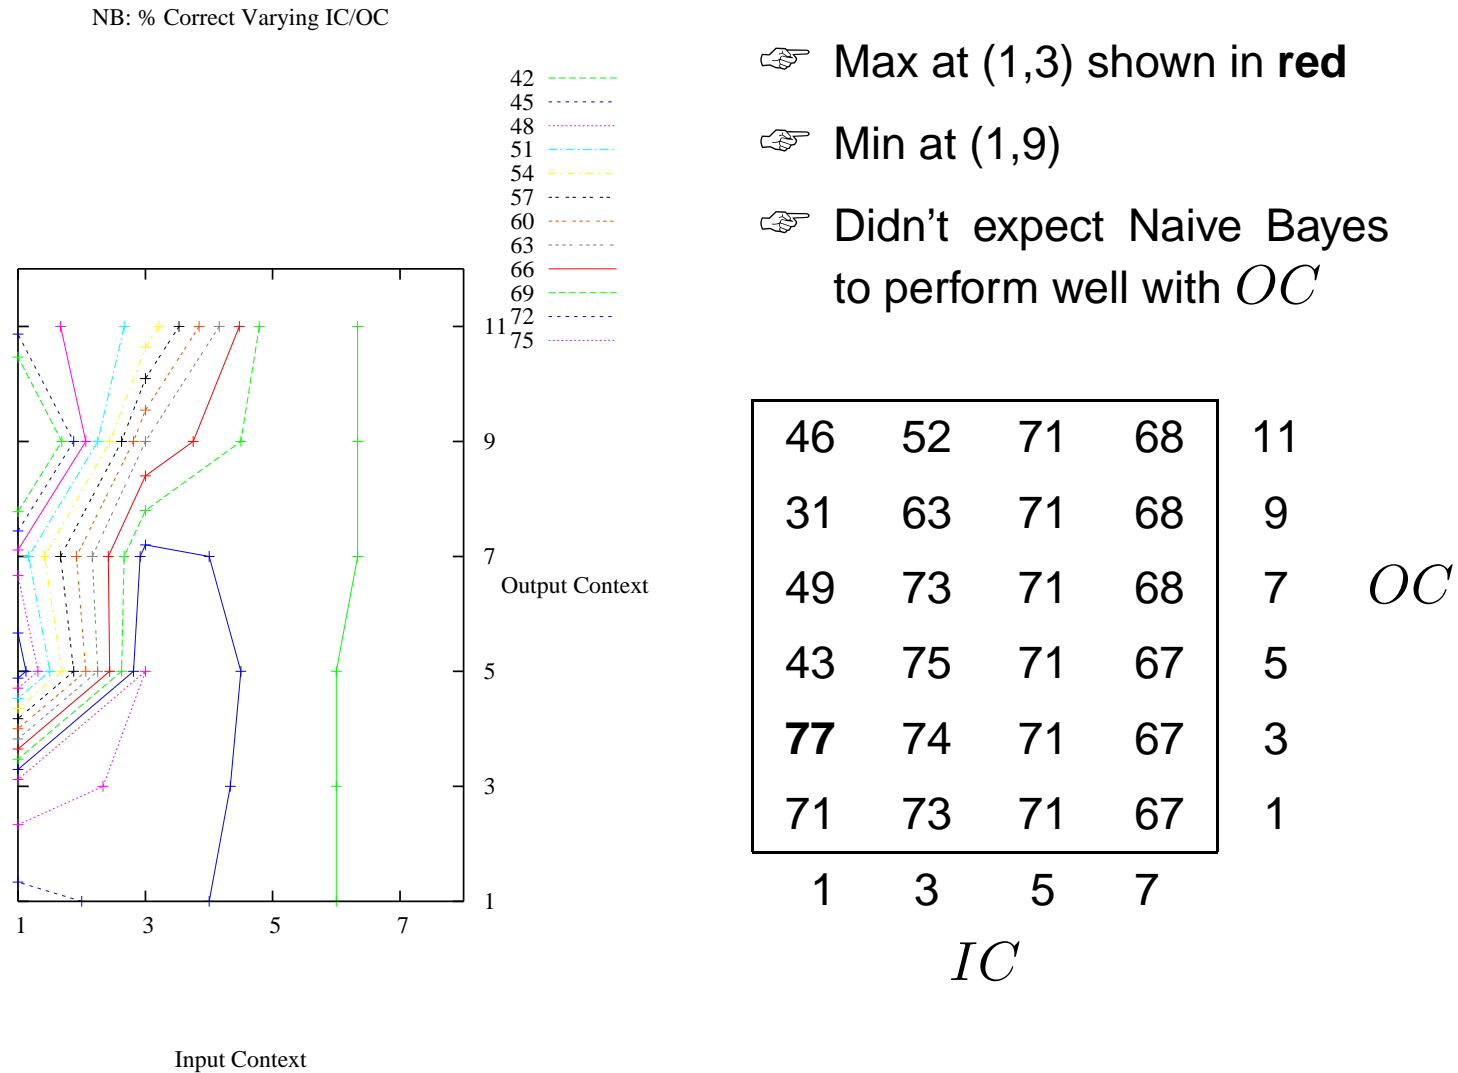 NB: % Correct Varying IC/OC
42
45
48
51
54
57
60
63
66
69
72
75
11
9
7
5
3
1
Output Context
1 3 5 7
Input Context
☞ Max at (1,3) shown in red
☞ Min at (1,9)
☞ Didn't expect Naive Bayes
to perform well with OC
46 52 71 68 11
31 63 71 68 9
49 73 71 68 7 OC
43 75 71 67 5
77 74 71 67 3
71 73 71 67 1
1 3 5 7
IC